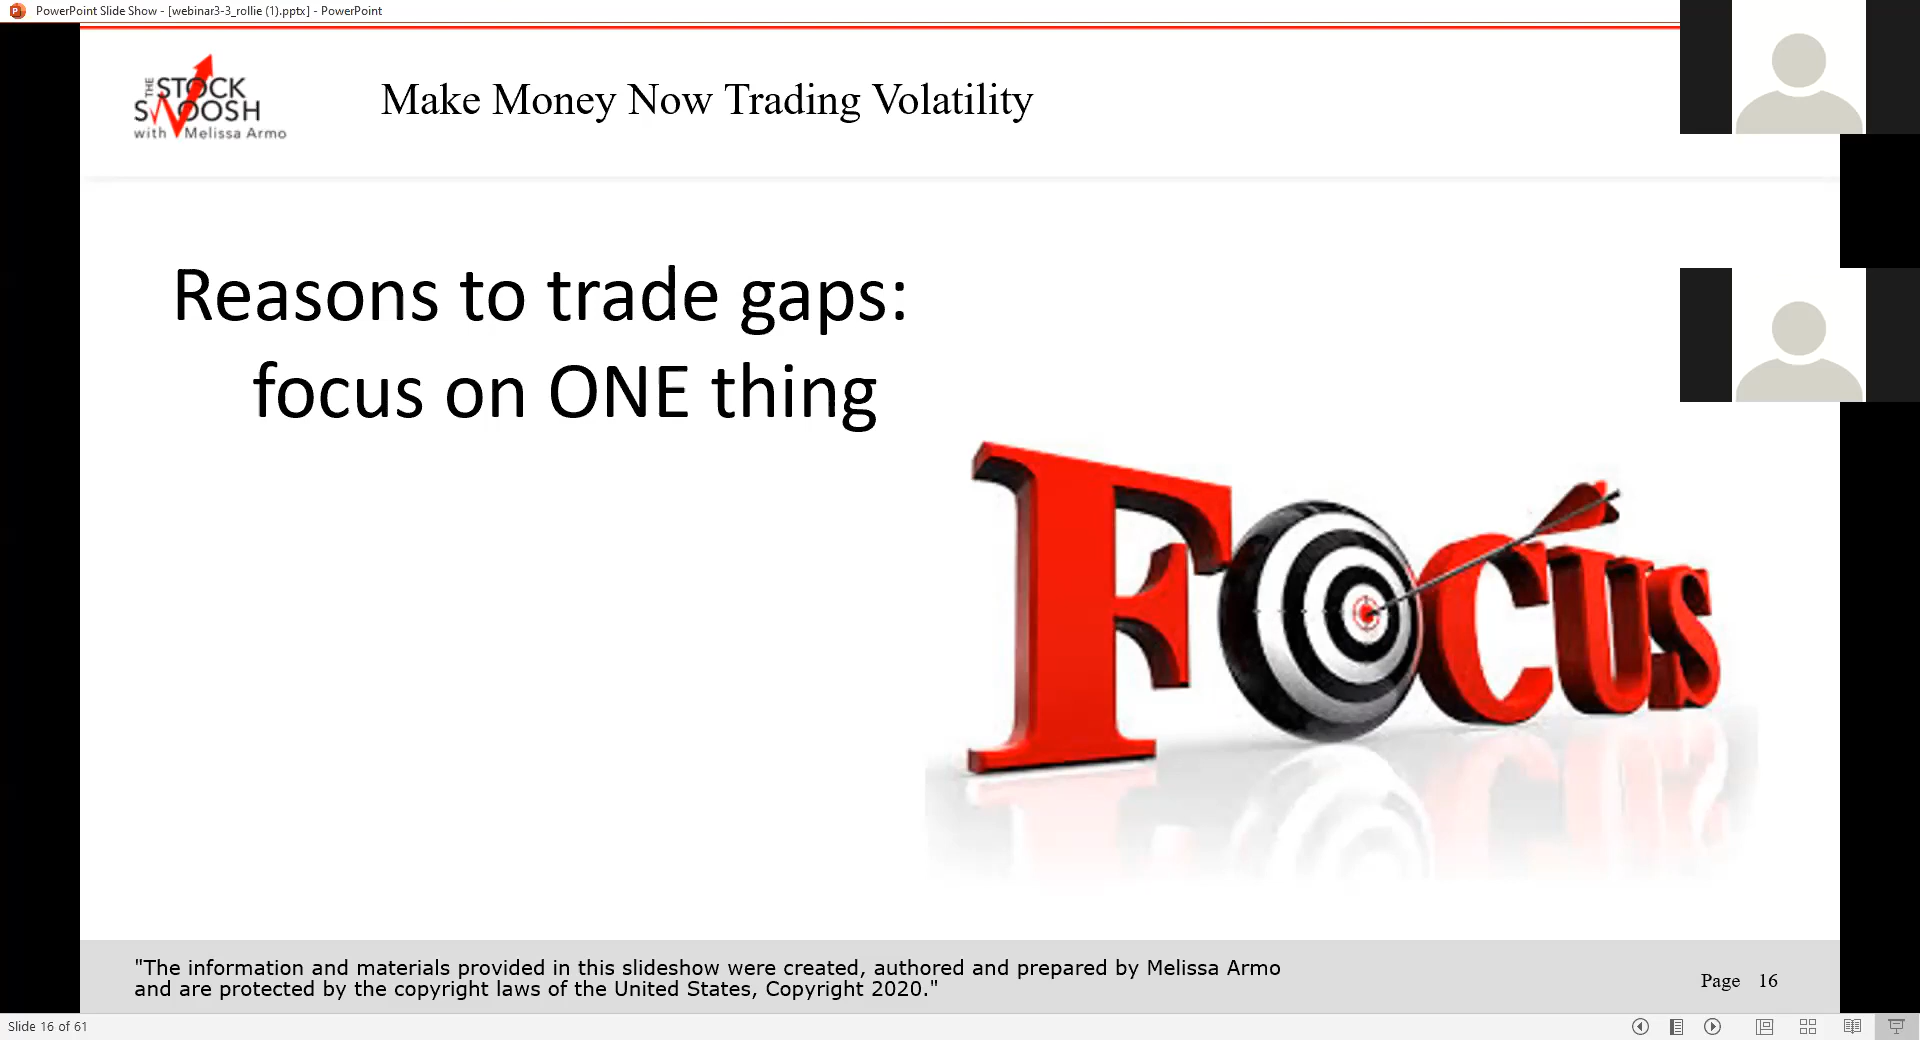 PowerPoint Slide Show - [webinar3-3_rollie (1).pptx] - PowerPoint
THE
STOCK
SWOOSH
with Melissa Armo
Make Money Now Trading Volatility
Reasons to trade gaps:
focus on ONE thing
FOCUS
"The information and materials provided in this slideshow were created, authored and prepared by Melissa Armo
and are protected by the copyright laws of the United States, Copyright 2020."
Page 16
Slide 16 of 61